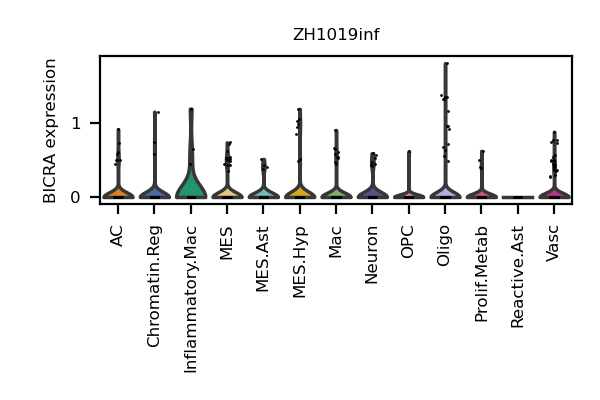 ZH1019inf
BICRA expression
1
0
AC
Chromatin.Reg
Inflammatory.Mac
MES
MES.Ast
MES.Hyp
Mac
Neuron
OPC
Oligo
Prolif.Metab
Reactive.Ast
Vasc